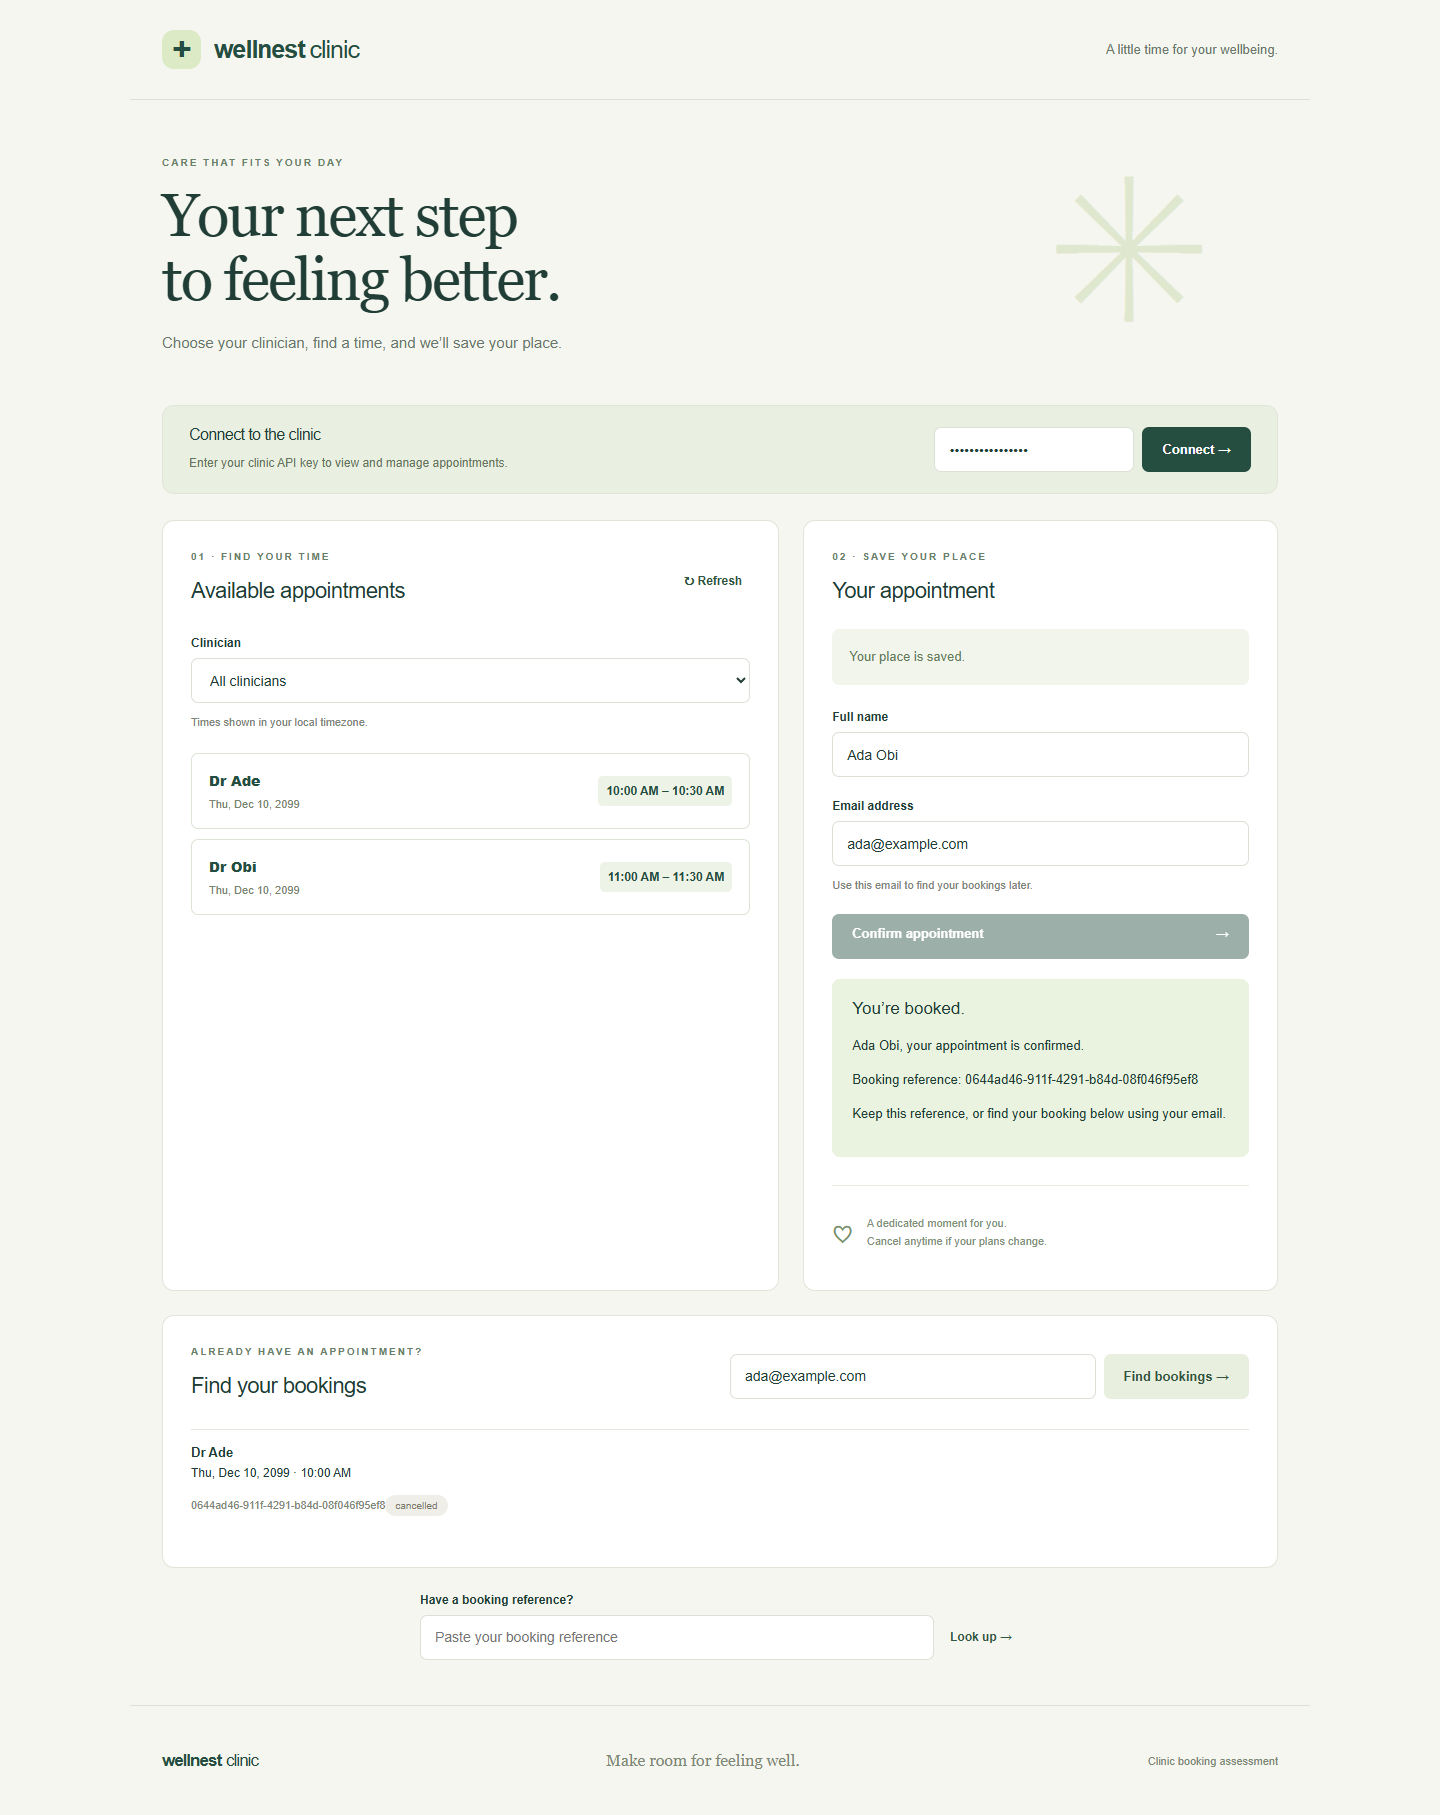 wellnest clinic
A little time for your wellbeing.
CARE THAT FITS YOUR DAY
Your next step
to feeling better.
Choose your clinician, find a time, and we’ll save your place.
Connect to the clinic
Enter your clinic API key to view and manage appointments.
••••••••••••••••
Connect →
01 · FIND YOUR TIME
Available appointments
↻ Refresh
Clinician
All clinicians
Times shown in your local timezone.
Dr Ade
Thu, Dec 10, 2099
10:00 AM – 10:30 AM
Dr Obi
Thu, Dec 10, 2099
11:00 AM – 11:30 AM
02 · SAVE YOUR PLACE
Your appointment
Your place is saved.
Full name
Ada Obi
Email address
ada@example.com
Use this email to find your bookings later.
Confirm appointment →
You’re booked.
Ada Obi, your appointment is confirmed.
Booking reference: 0644ad46-911f-4291-b84d-08f046f95ef8
Keep this reference, or find your booking below using your email.
A dedicated moment for you.
Cancel anytime if your plans change.
ALREADY HAVE AN APPOINTMENT?
Find your bookings
ada@example.com
Find bookings →
Dr Ade
Thu, Dec 10, 2099 · 10:00 AM
0644ad46-911f-4291-b84d-08f046f95ef8 cancelled
Have a booking reference?
Paste your booking reference
Look up →
wellnest clinic
Make room for feeling well.
Clinic booking assessment